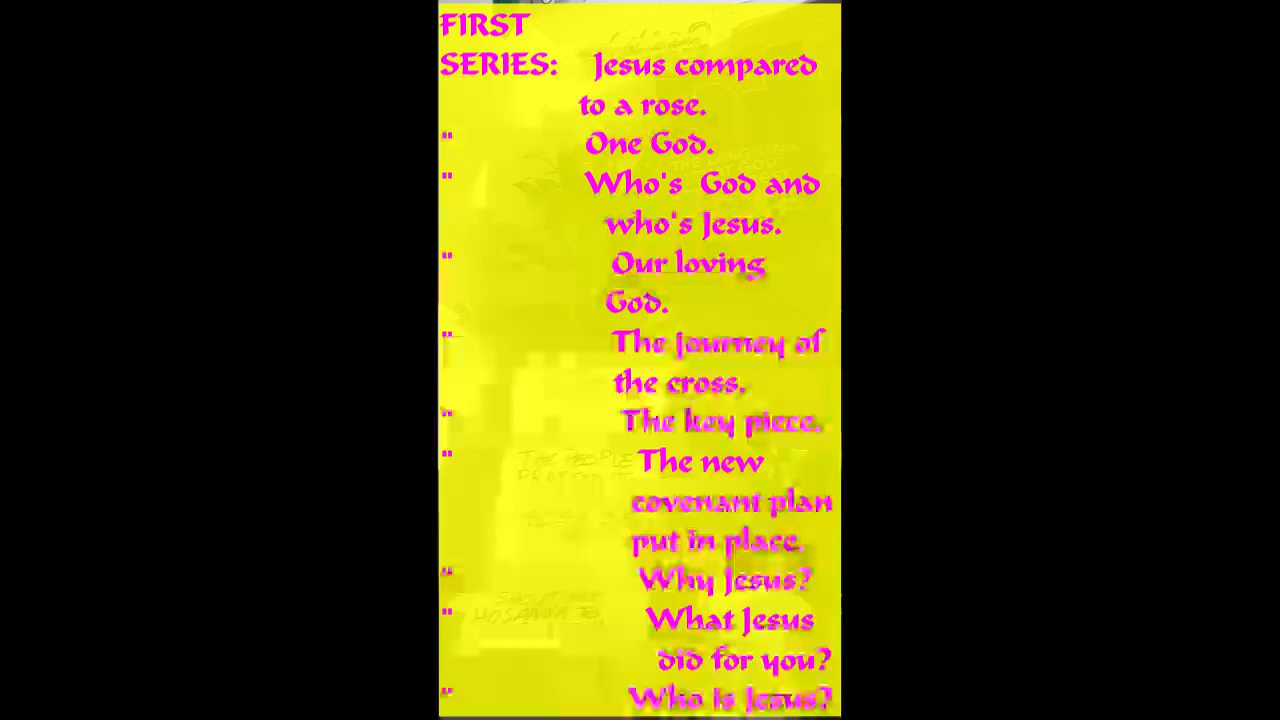 FIRST
SERIES: Jesus compared
to a rose.
" One God.
" Who's God and
who's Jesus.
" Our loving
God.
" The journey of
the cross.
" The key piece.
" The new
covenant plan
put in place.
" Why Jesus?
" What Jesus
did for you?
" Who is Jesus?
THE PEOPLE